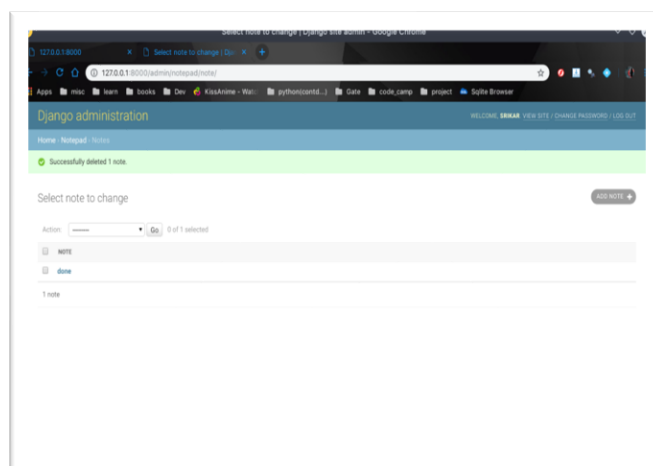 Select note to change | Django site admin - Google Chrome
127.0.0.1:8000 × Select note to change | Dja × +
127.0.0.1:8000/admin/notepad/note/
Apps misc learn books Dev KissAnime - Watc python(contd...) Gate code_camp project Sqlite Browser
Django administration
WELCOME, SRIKAR VIEW SITE / CHANGE PASSWORD / LOG OUT
Home › Notepad › Notes
Successfully deleted 1 note.
Select note to change
ADD NOTE +
Action: --------- Go 0 of 1 selected
NOTE
done
1 note